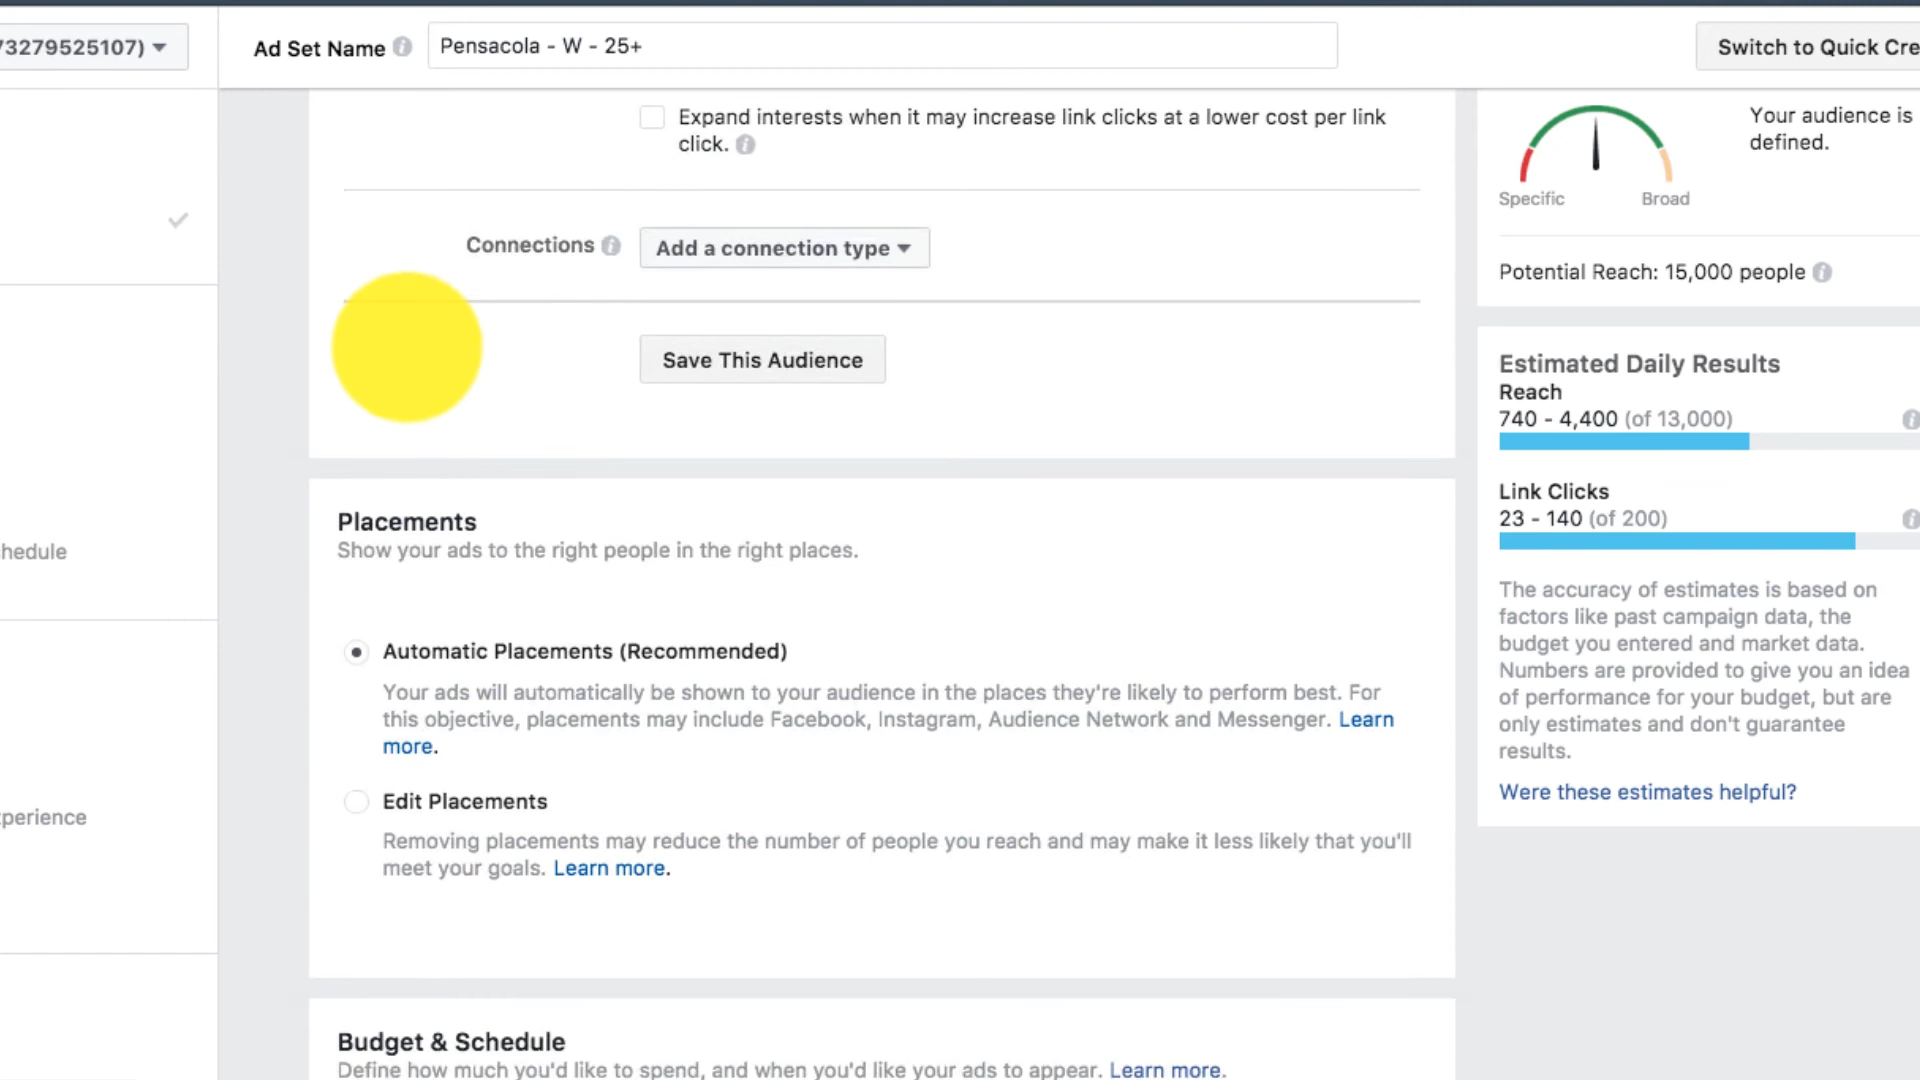 73279525107)
Ad Set Name
Pensacola - W - 25+
Switch to Quick Cre
Expand interests when it may increase link clicks at a lower cost per link
click.
Connections
Add a connection type
Save This Audience
Placements
Show your ads to the right people in the right places.
Automatic Placements (Recommended)
Your ads will automatically be shown to your audience in the places they're likely to perform best. For
this objective, placements may include Facebook, Instagram, Audience Network and Messenger. Learn
more.
Edit Placements
Removing placements may reduce the number of people you reach and may make it less likely that you'll
meet your goals. Learn more.
Budget & Schedule
Define how much you'd like to spend, and when you'd like your ads to appear. Learn more.
hedule
perience
Your audience is
defined.
Specific
Broad
Potential Reach: 15,000 people
Estimated Daily Results
Reach
740 - 4,400 (of 13,000)
Link Clicks
23 - 140 (of 200)
The accuracy of estimates is based on
factors like past campaign data, the
budget you entered and market data.
Numbers are provided to give you an idea
of performance for your budget, but are
only estimates and don't guarantee
results.
Were these estimates helpful?